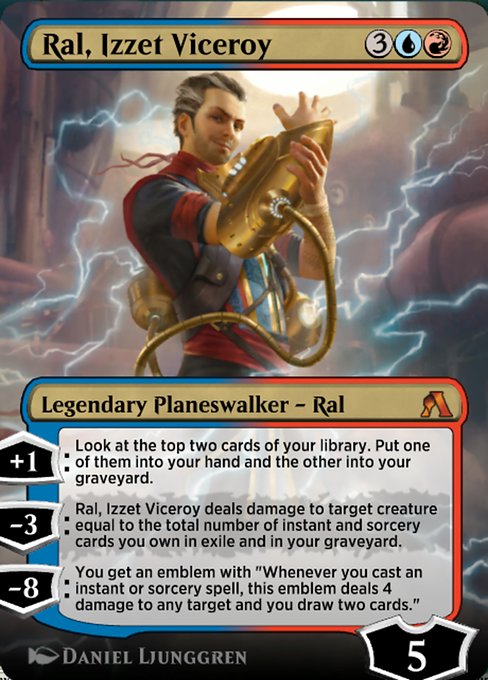 Ral, Izzet Viceroy 3
Legendary Planeswalker – Ral
+1 : Look at the top two cards of your library. Put one
of them into your hand and the other into your
graveyard.
–3 : Ral, Izzet Viceroy deals damage to target creature
equal to the total number of instant and sorcery
cards you own in exile and in your graveyard.
–8 : You get an emblem with "Whenever you cast an
instant or sorcery spell, this emblem deals 4
damage to any target and you draw two cards."
5
Daniel Ljunggren